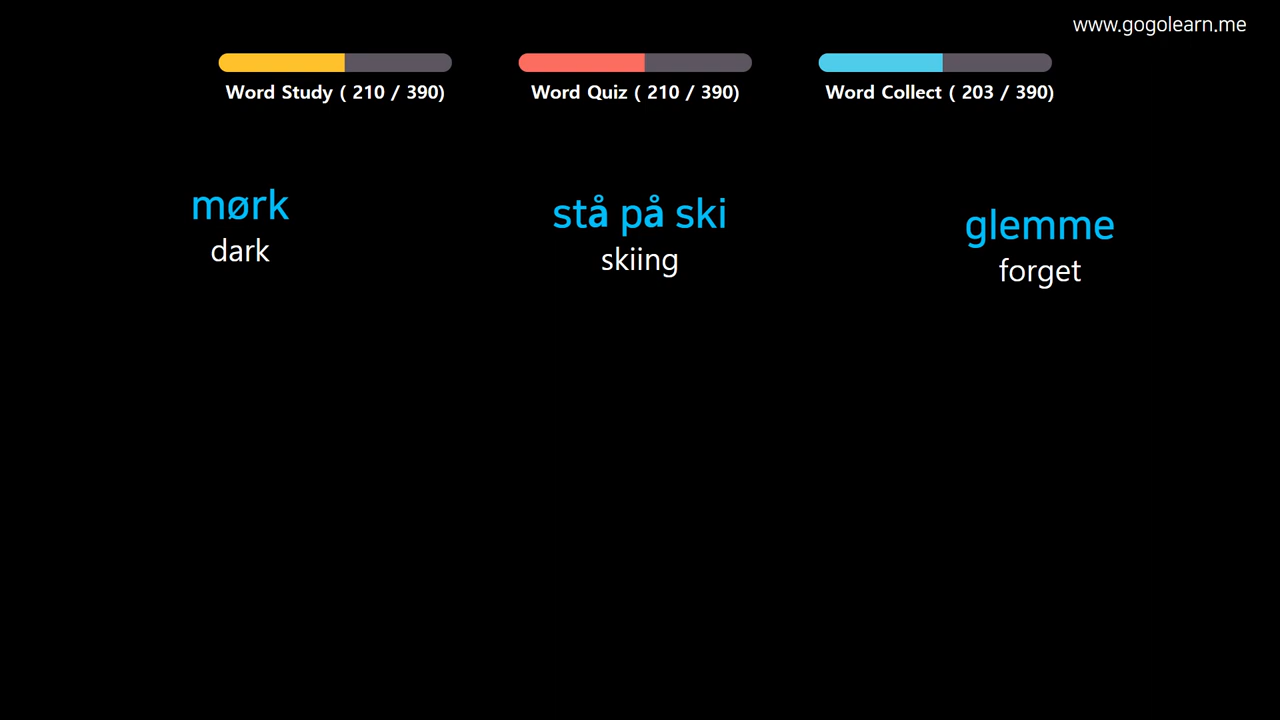 www.gogolearn.me
Word Study ( 210 / 390)
Word Quiz ( 210 / 390)
Word Collect ( 203 / 390)
mørk
dark
stå på ski
skiing
glemme
forget